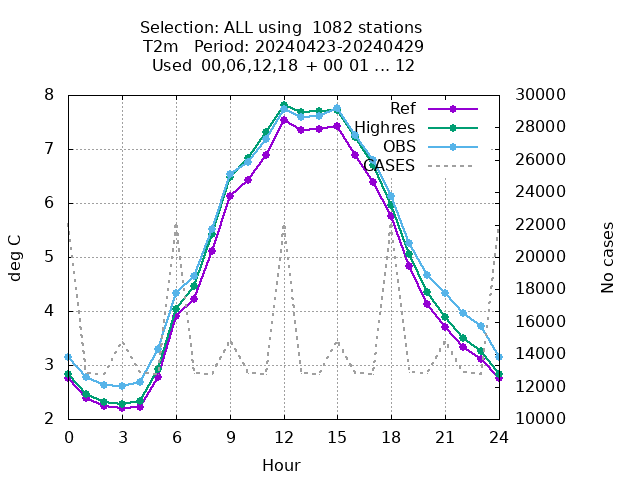 Selection: ALL using  1082 stations
T2m   Period: 20240423-20240429
Used  00,06,12,18 + 00 01 ... 12
8 30000
Ref
28000
Highres
7 OBS 26000
CASES
24000
6
22000
deg C 5 20000 No cases
18000
4
16000
3 14000
12000
2 10000
0 3 6 9 12 15 18 21 24
Hour